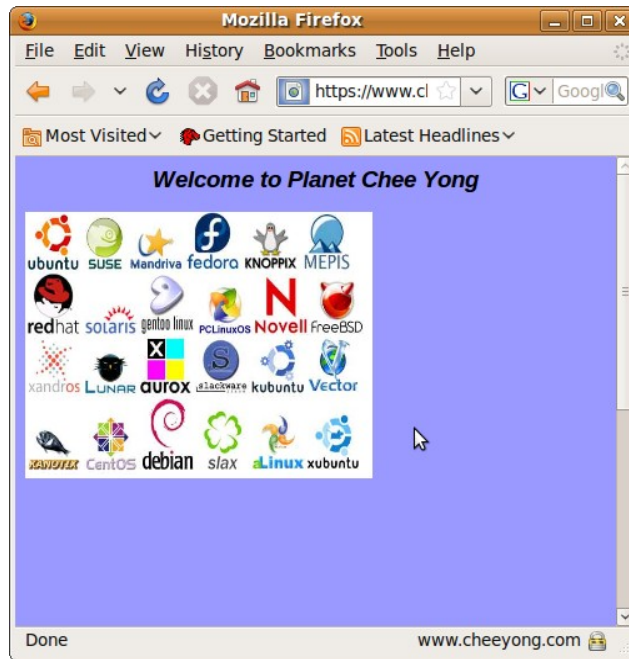 Mozilla Firefox
File Edit View History Bookmarks Tools Help
https://www.cl G Googl
Most Visited Getting Started Latest Headlines
Welcome to Planet Chee Yong
ubuntu SUSE Mandriva fedora KNOPPIX MEPIS
redhat solaris gentoo linux PCLinuxOS Novell FreeBSD
xandros LUNAR aurox slackware kubuntu Vector
KANOTIX CentOS debian slax aLinux xubuntu
Done www.cheeyong.com